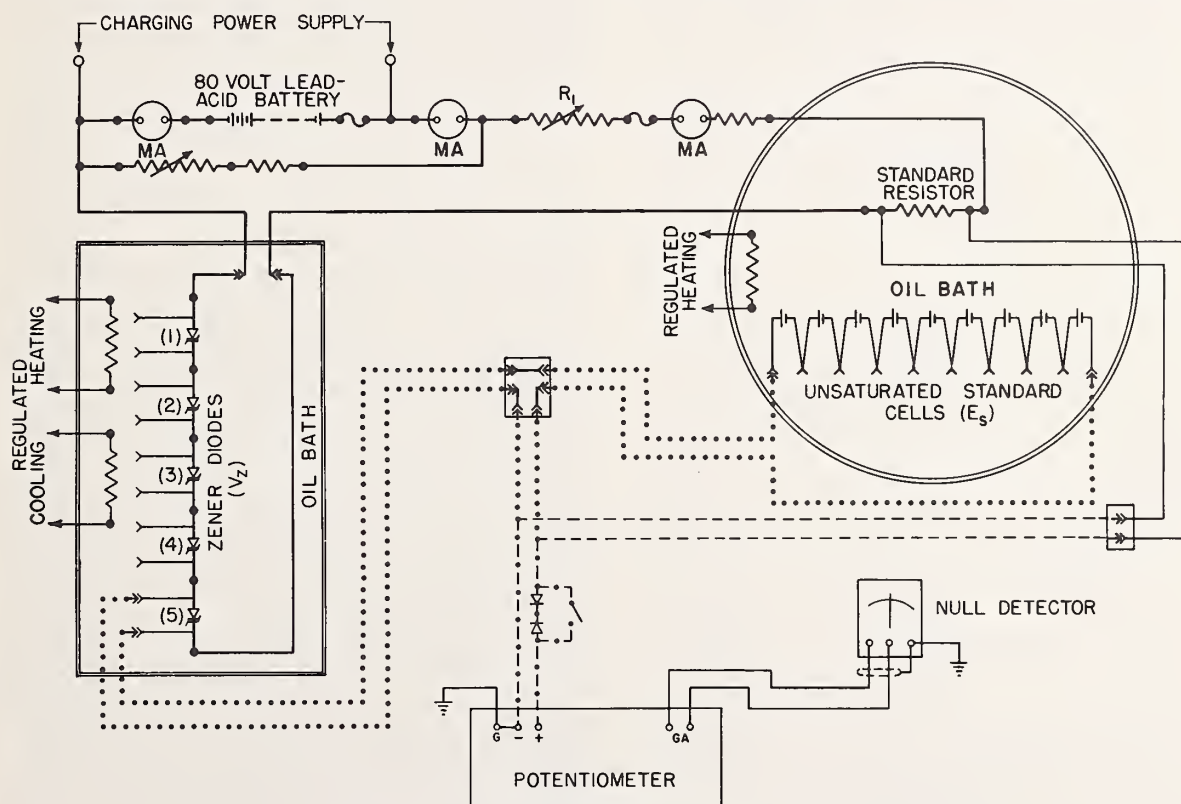 CHARGING POWER SUPPLY
80 VOLT LEAD-
ACID BATTERY
MA
MA
R₁
MA
STANDARD
RESISTOR
REGULATED
HEATING
OIL BATH
UNSATURATED STANDARD
CELLS (Eₛ)
REGULATED
HEATING
COOLING
(1)
(2)
(3)
(4)
(5)
ZENER DIODES
(V_Z)
OIL BATH
NULL DETECTOR
G
-
+
GA
POTENTIOMETER